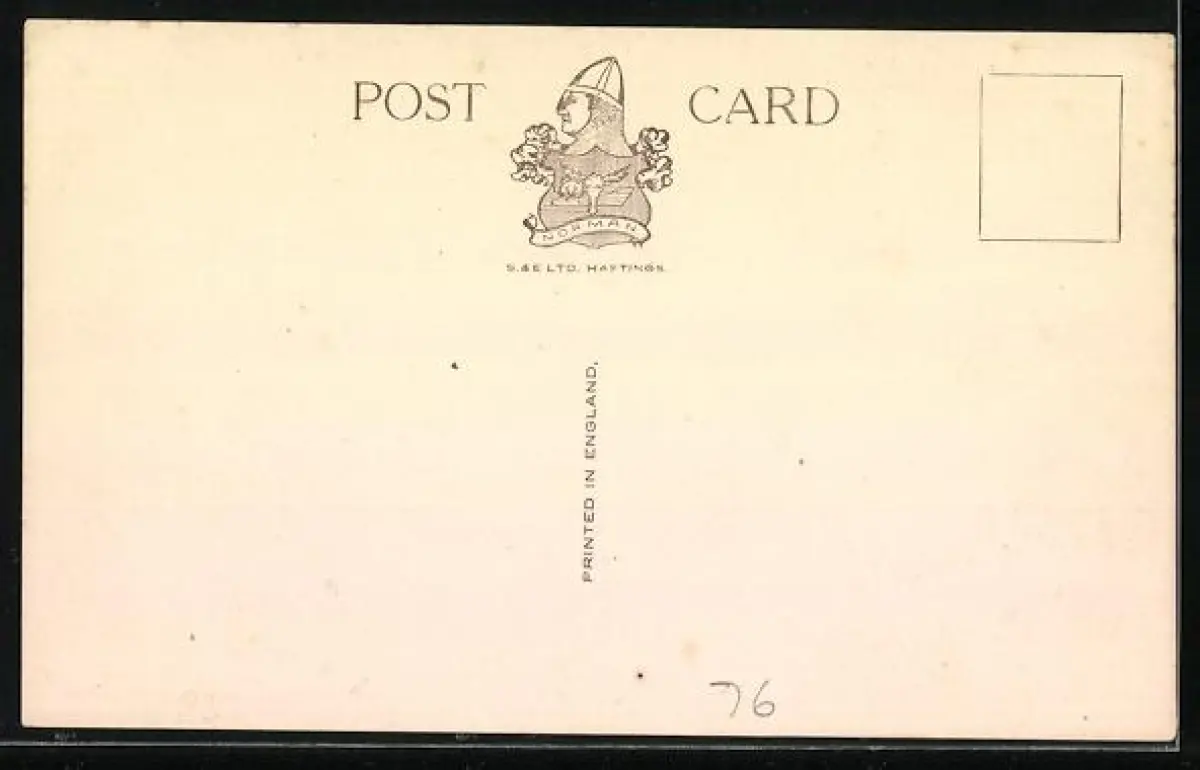 POST CARD
NORMAN
S.&E LTD. HASTINGS.
PRINTED IN ENGLAND.
76